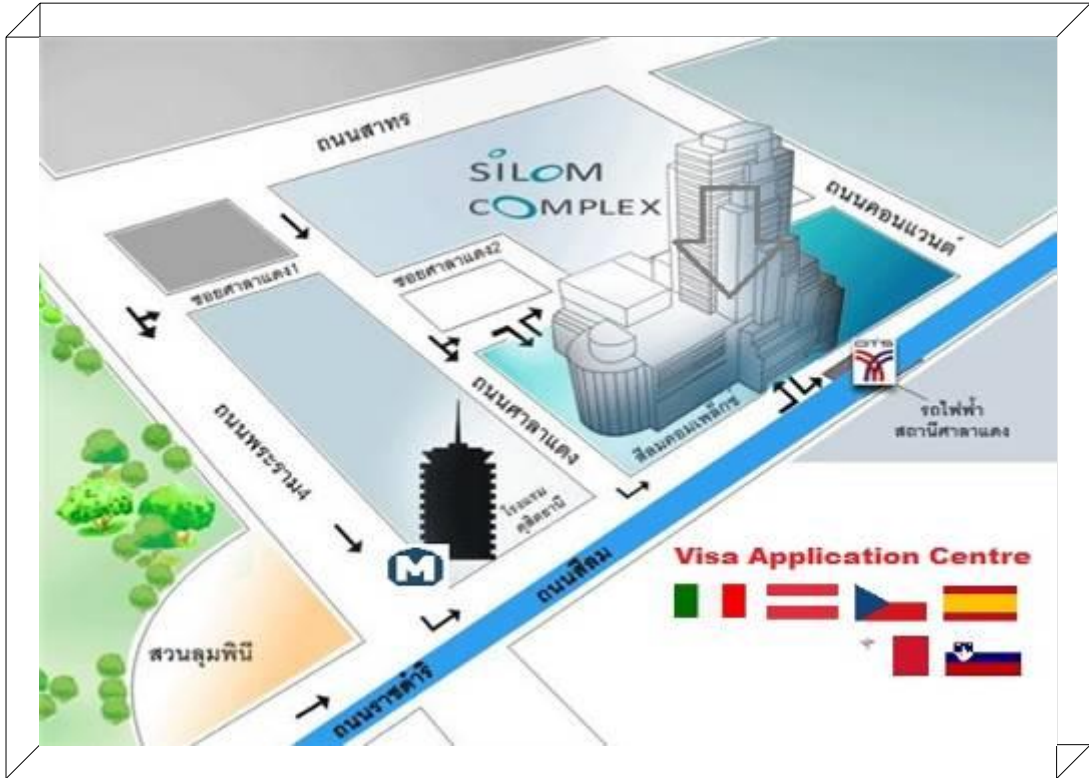 ถนนสาทร
SILOM
COMPLEX
ถนนคอนแวนต์
ซอยศาลาแดง1
ซอยศาลาแดง2
BTS
รถไฟฟ้า
สถานีศาลาแดง
ถนนศาลาแดง
สีลมคอมเพล็กซ
ถนนพระราม4
โรงแรม
ดุสิตธานี
M
ถนนสีลม
Visa Application Centre
สวนลุมพินี
ถนนราชดำริ